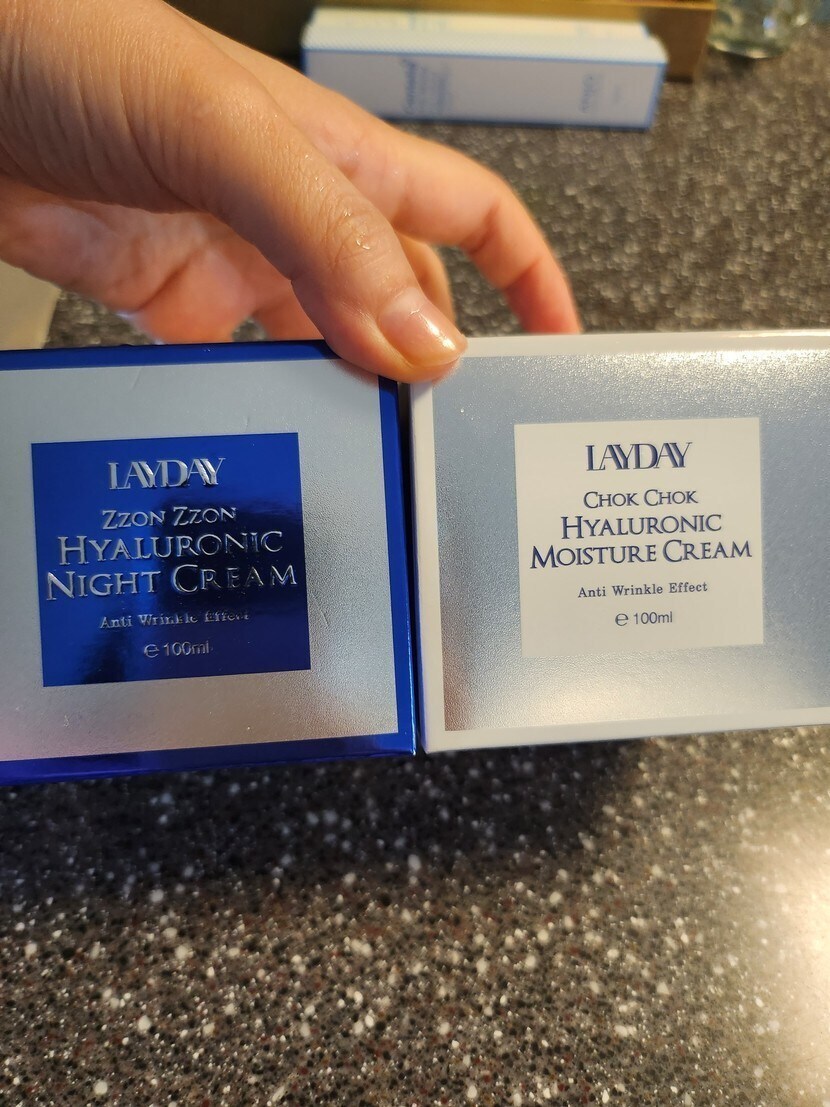 LAYDAY
ZZON ZZON
HYALURONIC
NIGHT CREAM
Anti Wrinkle Effect
℮ 100ml
LAYDAY
CHOK CHOK
HYALURONIC
MOISTURE CREAM
Anti Wrinkle Effect
℮ 100ml